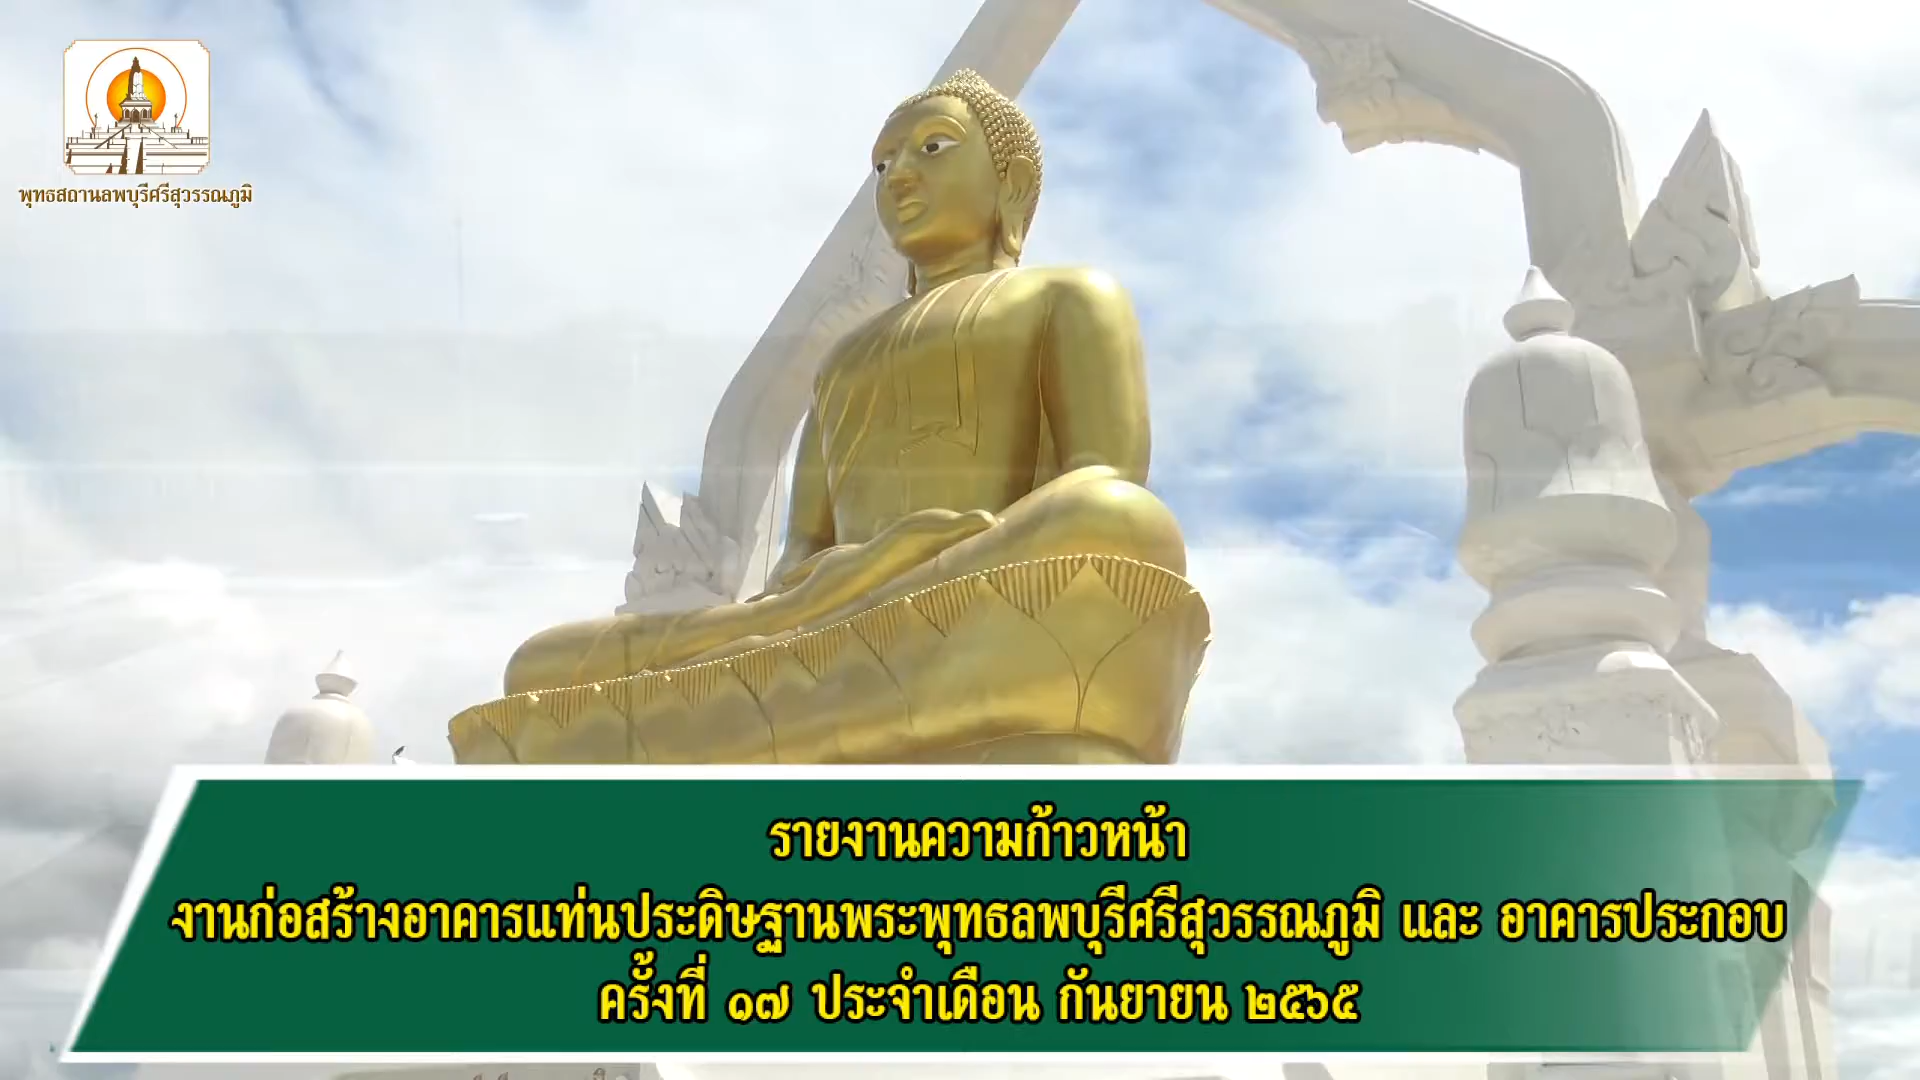 พุทธสถานลพบุรีศรีสุวรรณภูมิ
รายงานความก้าวหน้า
งานก่อสร้างอาคารแท่นประดิษฐานพระพุทธลพบุรีศรีสุวรรณภูมิ และ อาคารประกอบ
ครั้งที่ ๑๗ ประจำเดือน กันยายน ๒๕๖๕